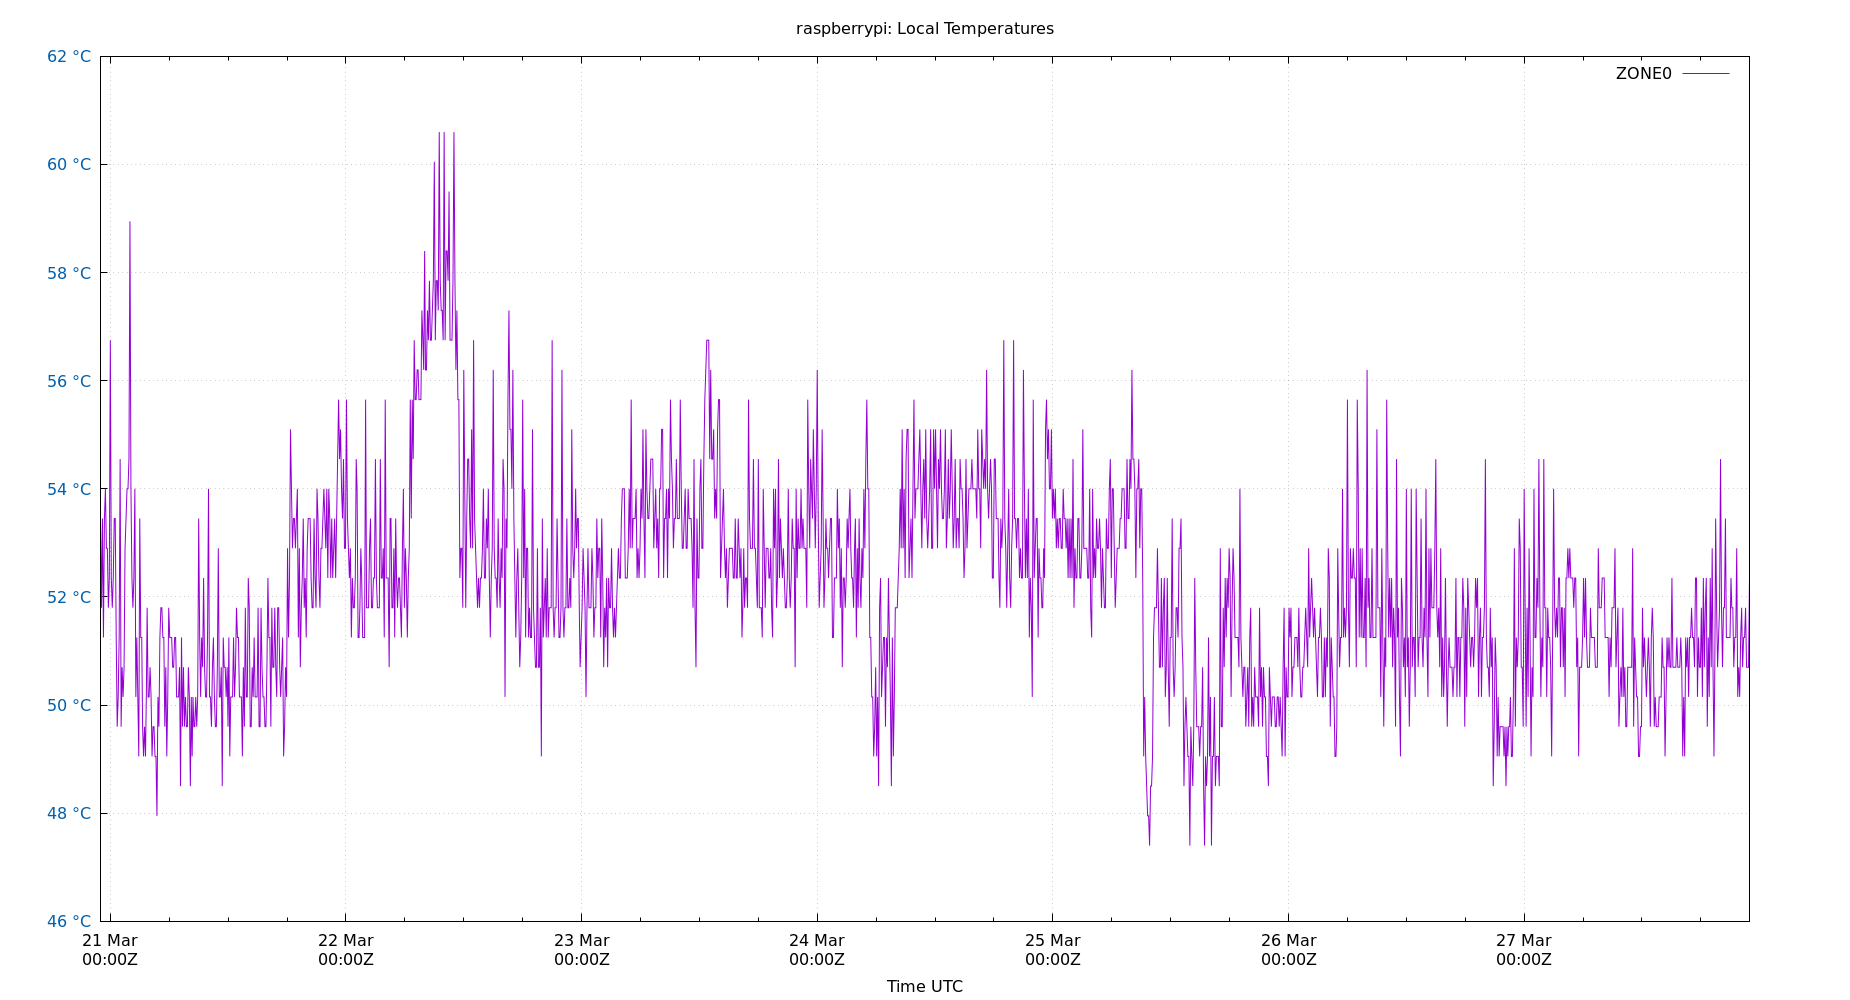 raspberrypi: Local Temperatures
62 °C
ZONE0
60 °C
58 °C
56 °C
54 °C
52 °C
50 °C
48 °C
46 °C
21 Mar 22 Mar 23 Mar 24 Mar 25 Mar 26 Mar 27 Mar
00:00Z 00:00Z 00:00Z 00:00Z 00:00Z 00:00Z 00:00Z
Time UTC